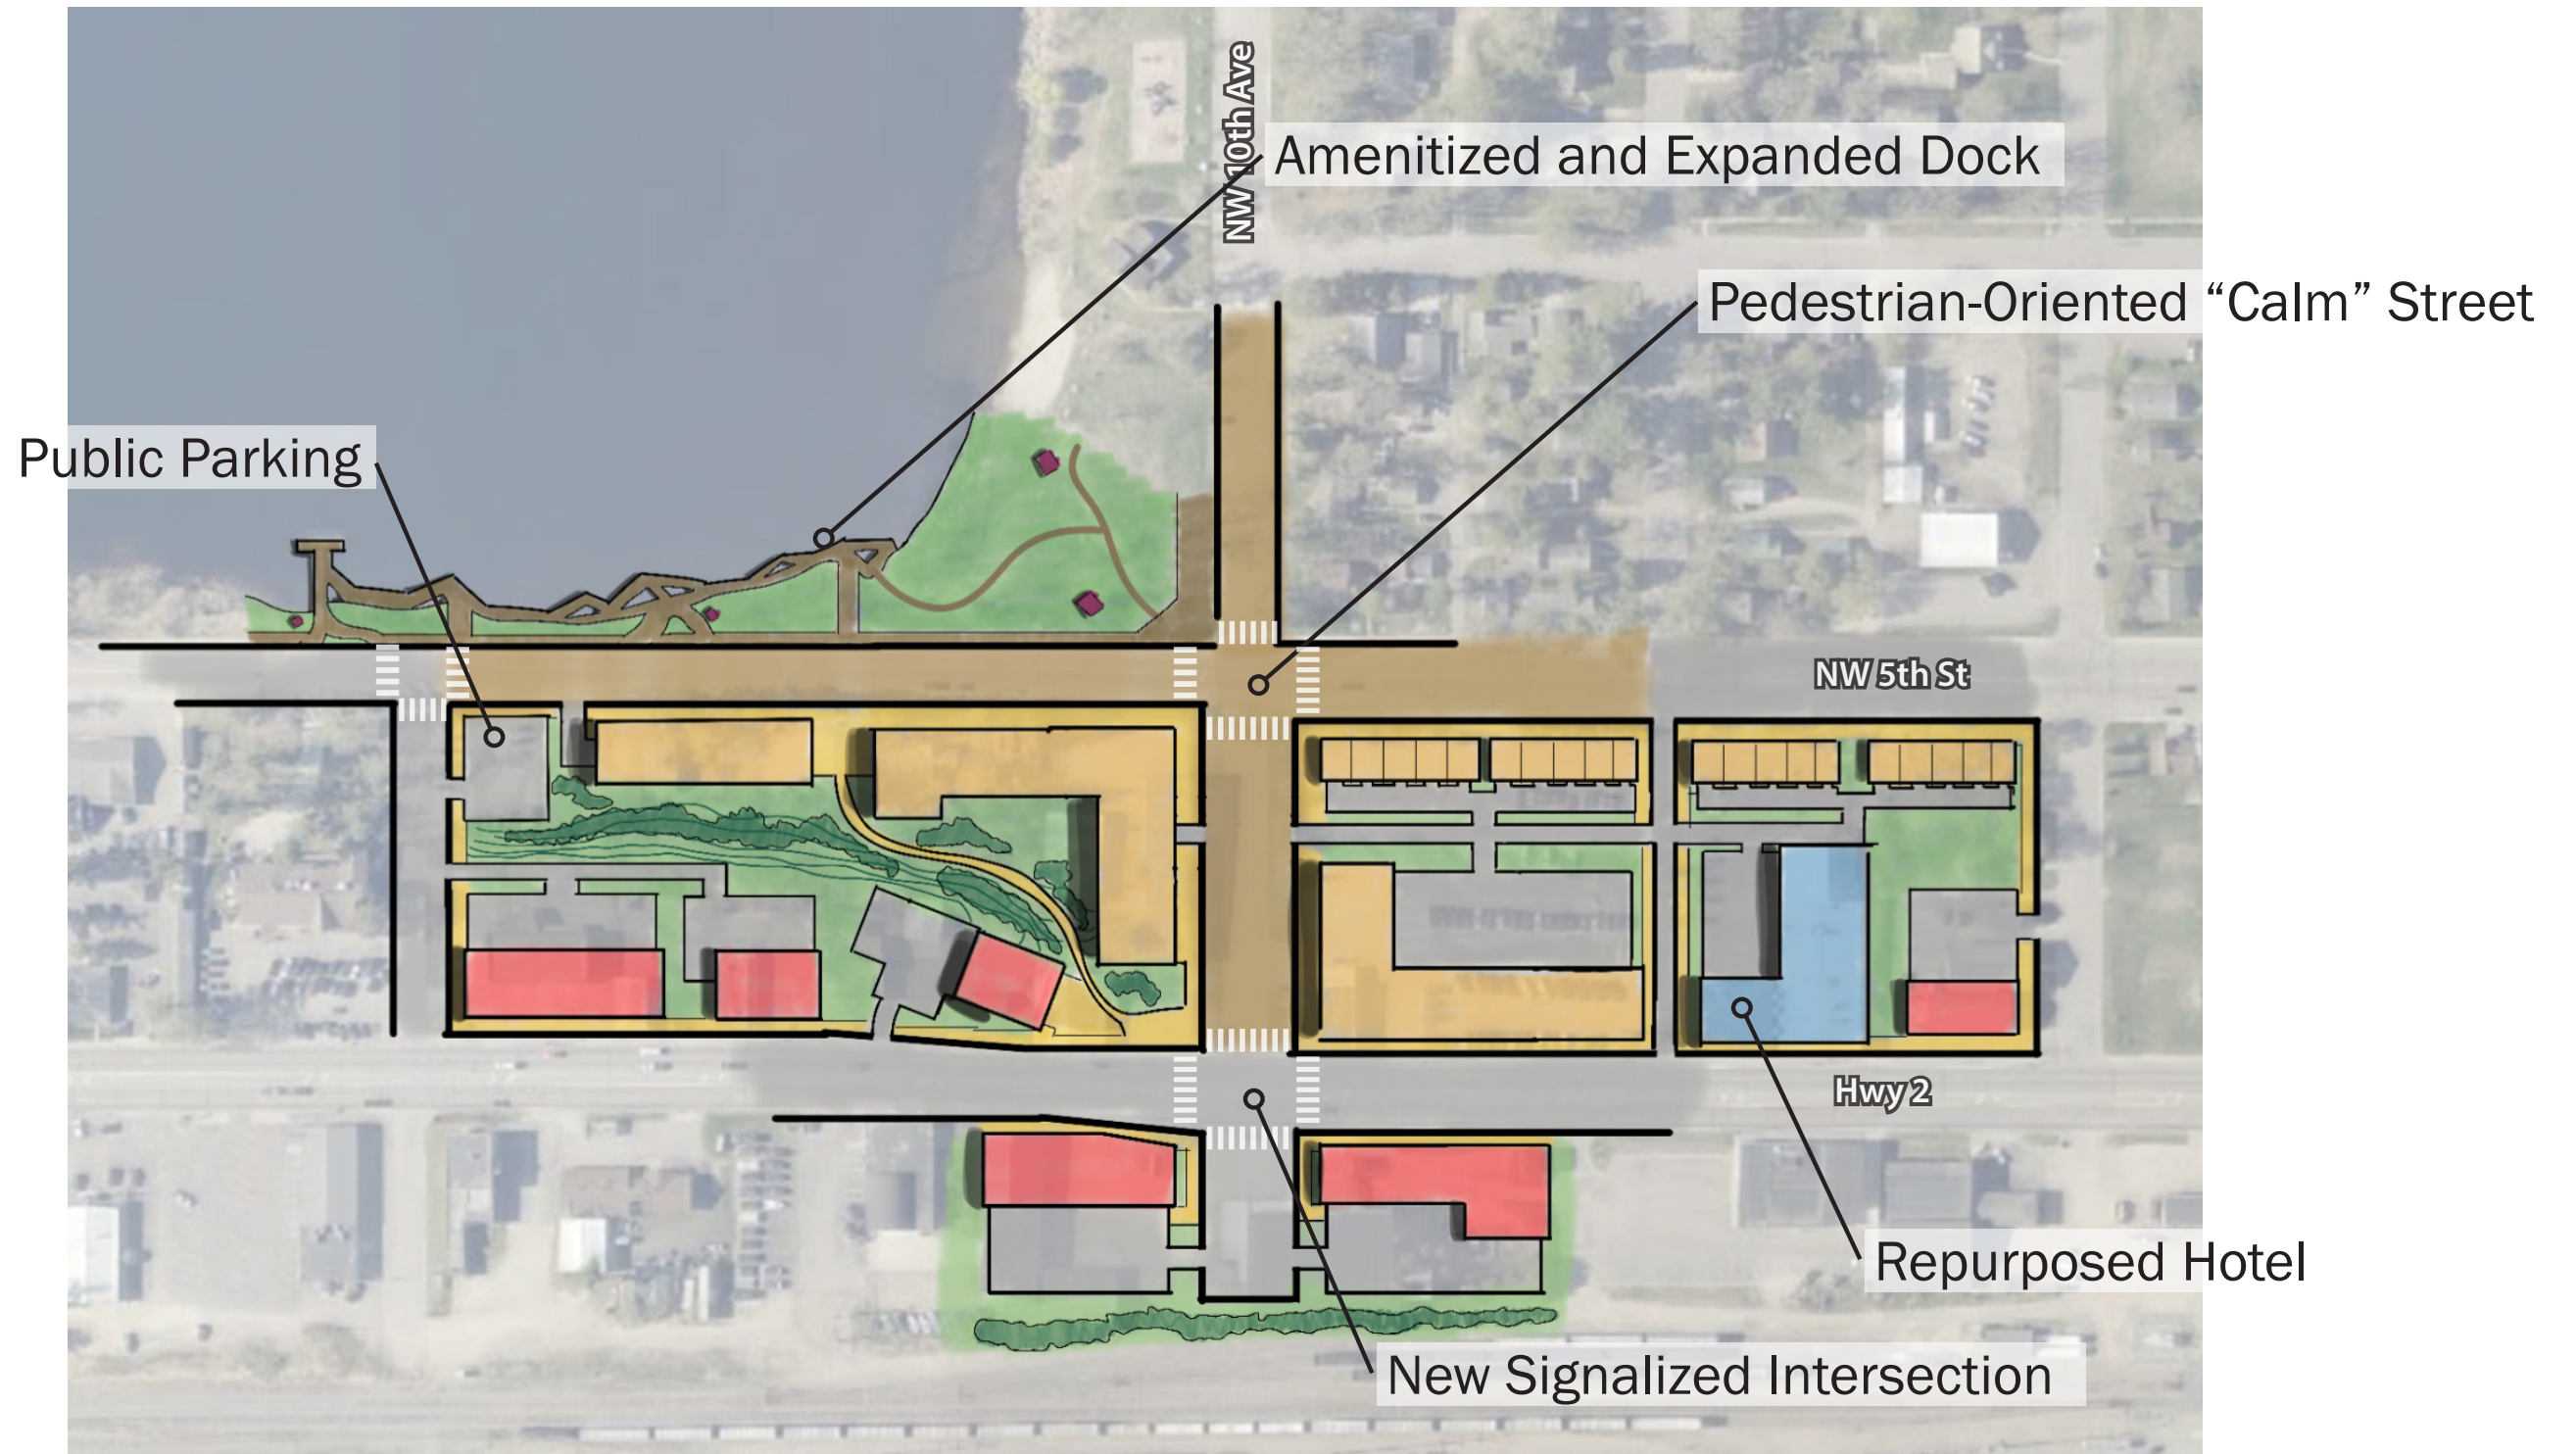 NW 10th Ave
Amenitized and Expanded Dock
Pedestrian-Oriented “Calm” Street
Public Parking
NW 5th St
Hwy 2
Repurposed Hotel
New Signalized Intersection